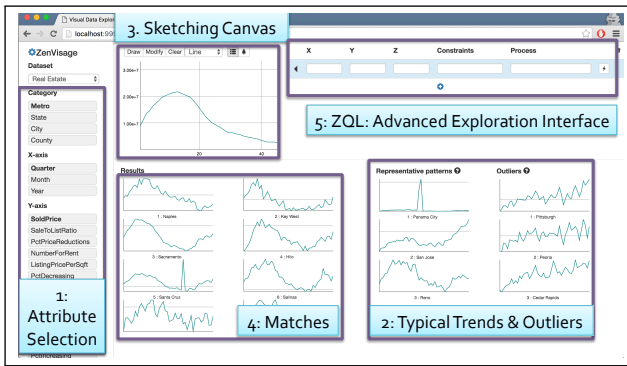 Visual Data Explo
localhost:99
ZenVisage
Dataset
Real Estate
Category
Metro
State
City
County
X-axis
Quarter
Month
Year
Y-axis
SoldPrice
SaleToListRatio
PctPriceReductions
NumberForRent
ListingPricePerSqft
PctDecreasing
PctIncreasing
1:
Attribute
Selection
3. Sketching Canvas
Draw Modify Clear Line
3.00e+7
2.00e+7
1.00e+7
20 40
X Y Z Constraints Process
5: ZQL: Advanced Exploration Interface
Results
1 : Naples
2 : Key West
3 : Sacramento
4 : Hilo
5 : Santa Cruz
6 : Salinas
4: Matches
Representative patterns
Outliers
1 : Panama City
1 : Pittsburgh
2 : San Jose
2 : Peoria
3 : Reno
3 : Cedar Rapids
2: Typical Trends & Outliers